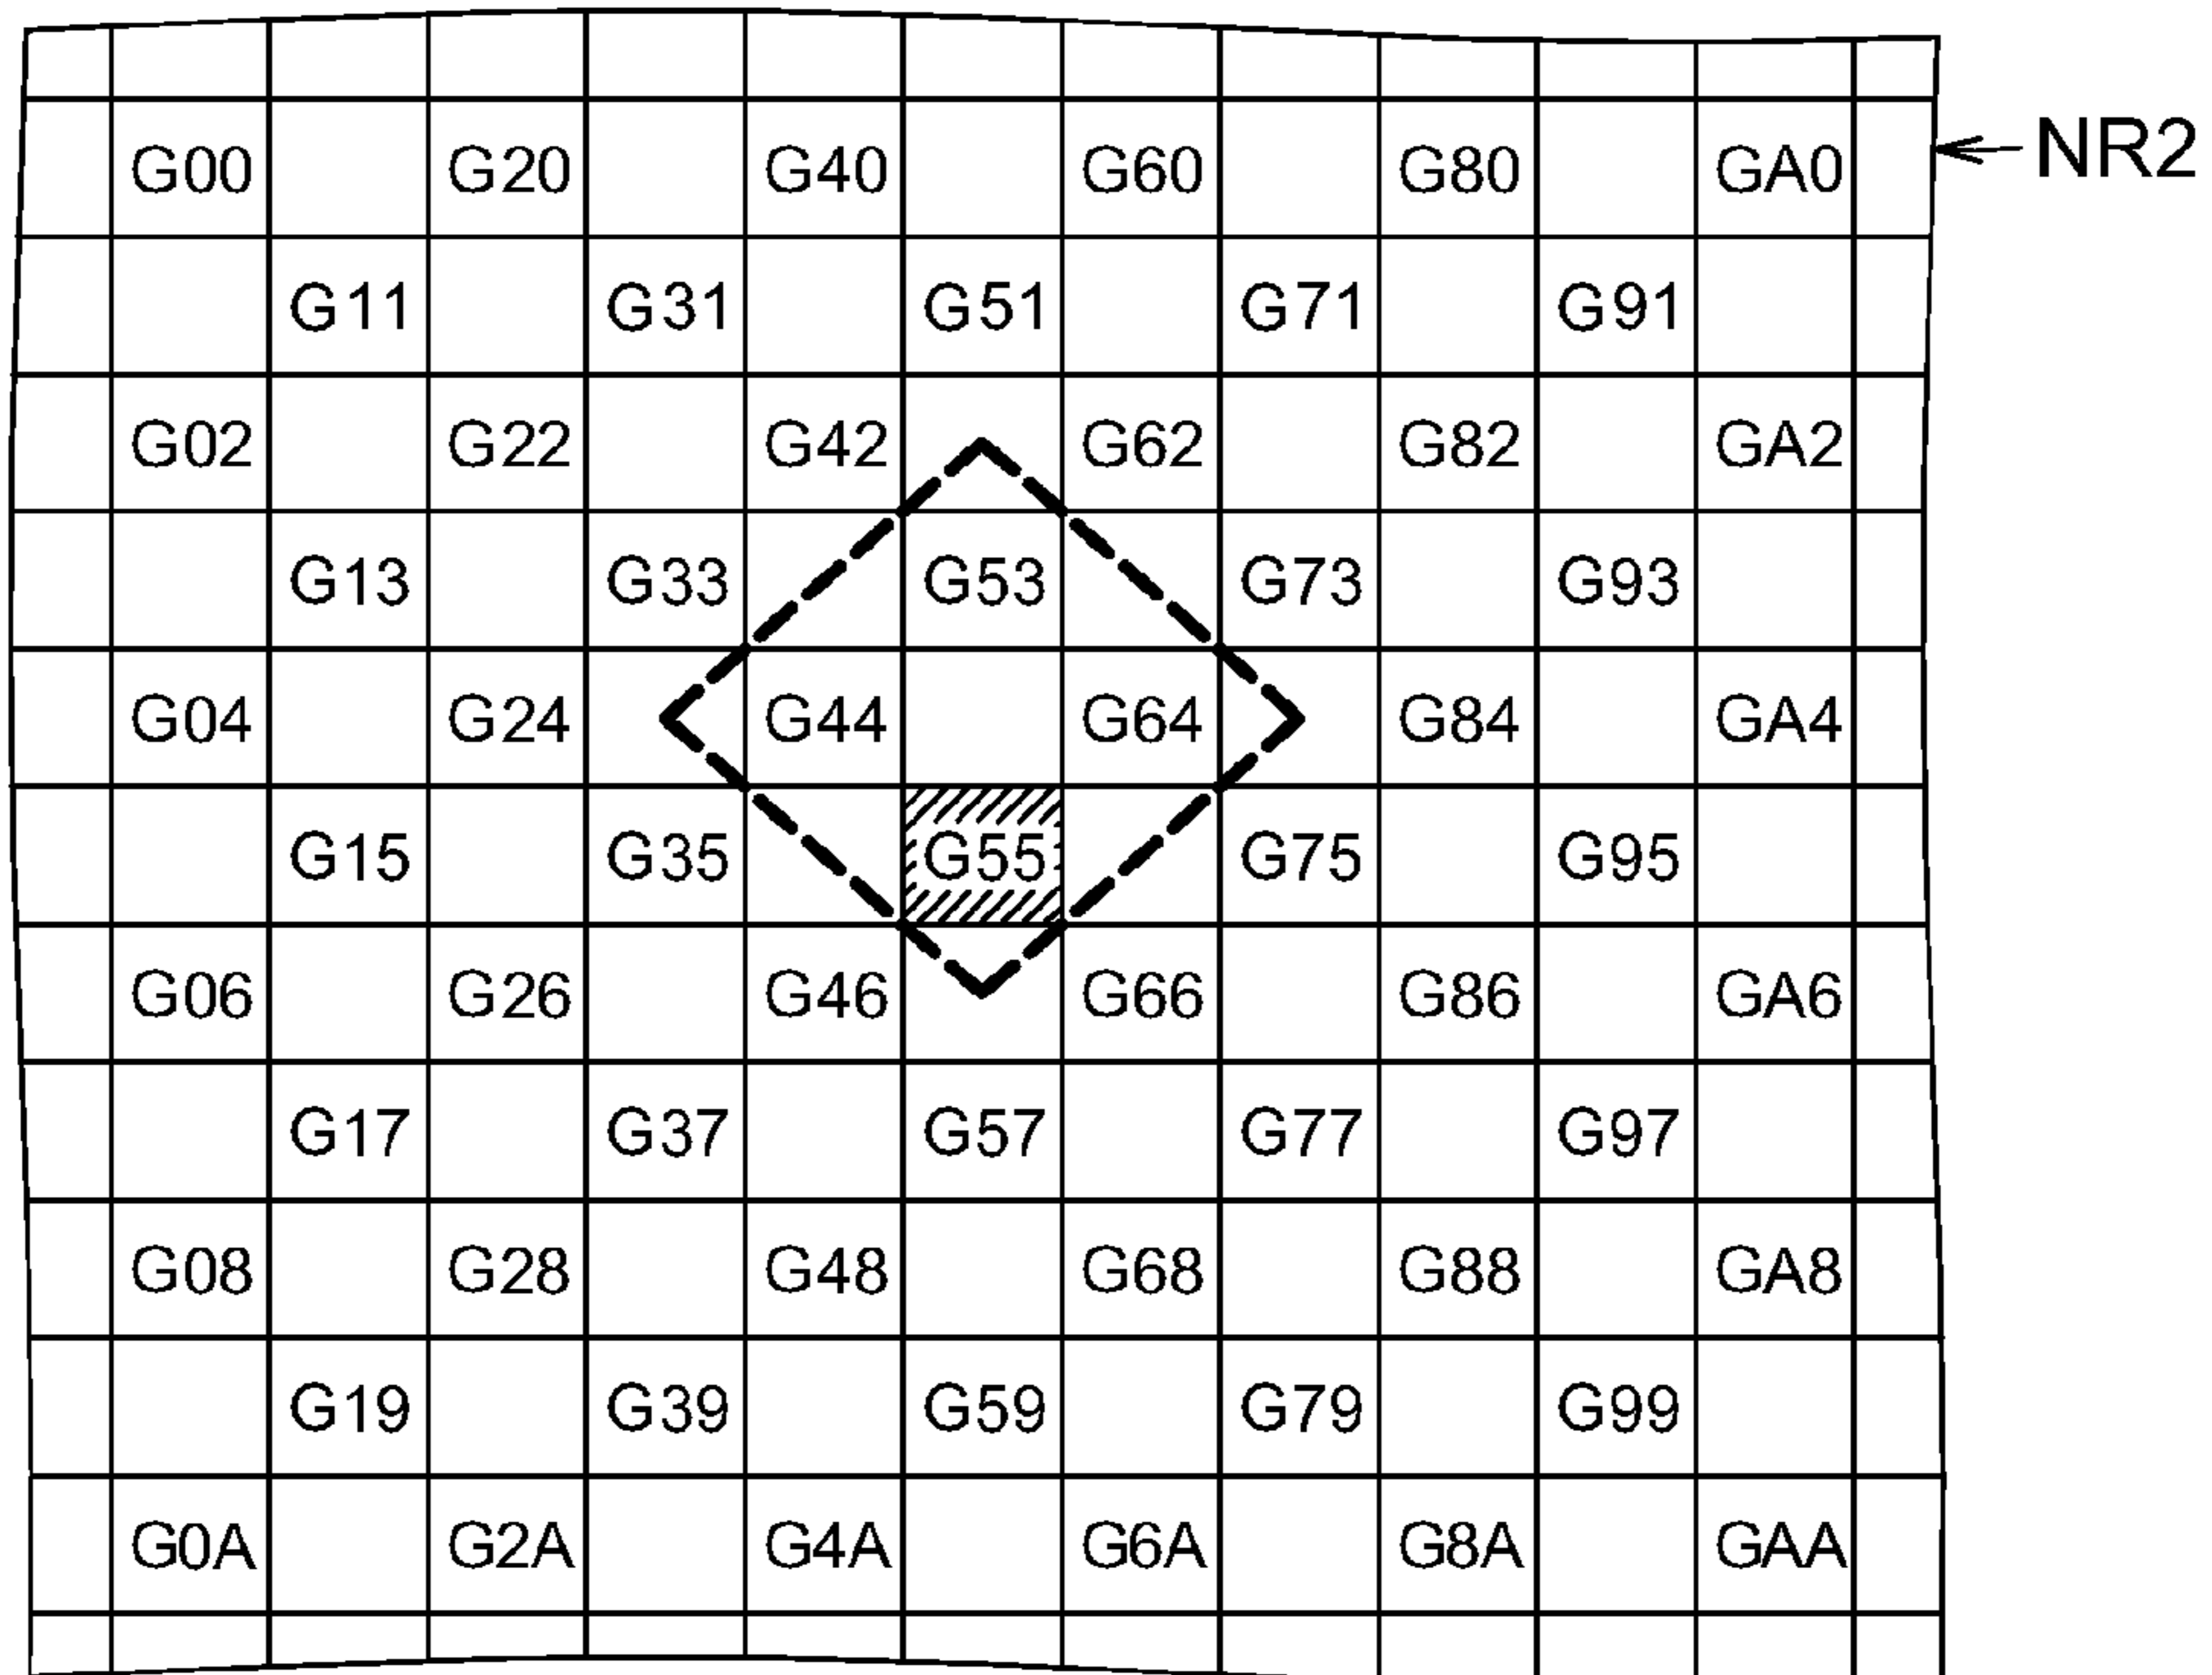 G00 G20 G40 G60 G80 GA0 NR2
G11 G31 G51 G71 G91
G02 G22 G42 G62 G82 GA2
G13 G33 G53 G73 G93
G04 G24 G44 G64 G84 GA4
G15 G35 G55 G75 G95
G06 G26 G46 G66 G86 GA6
G17 G37 G57 G77 G97
G08 G28 G48 G68 G88 GA8
G19 G39 G59 G79 G99
G0A G2A G4A G6A G8A GAA